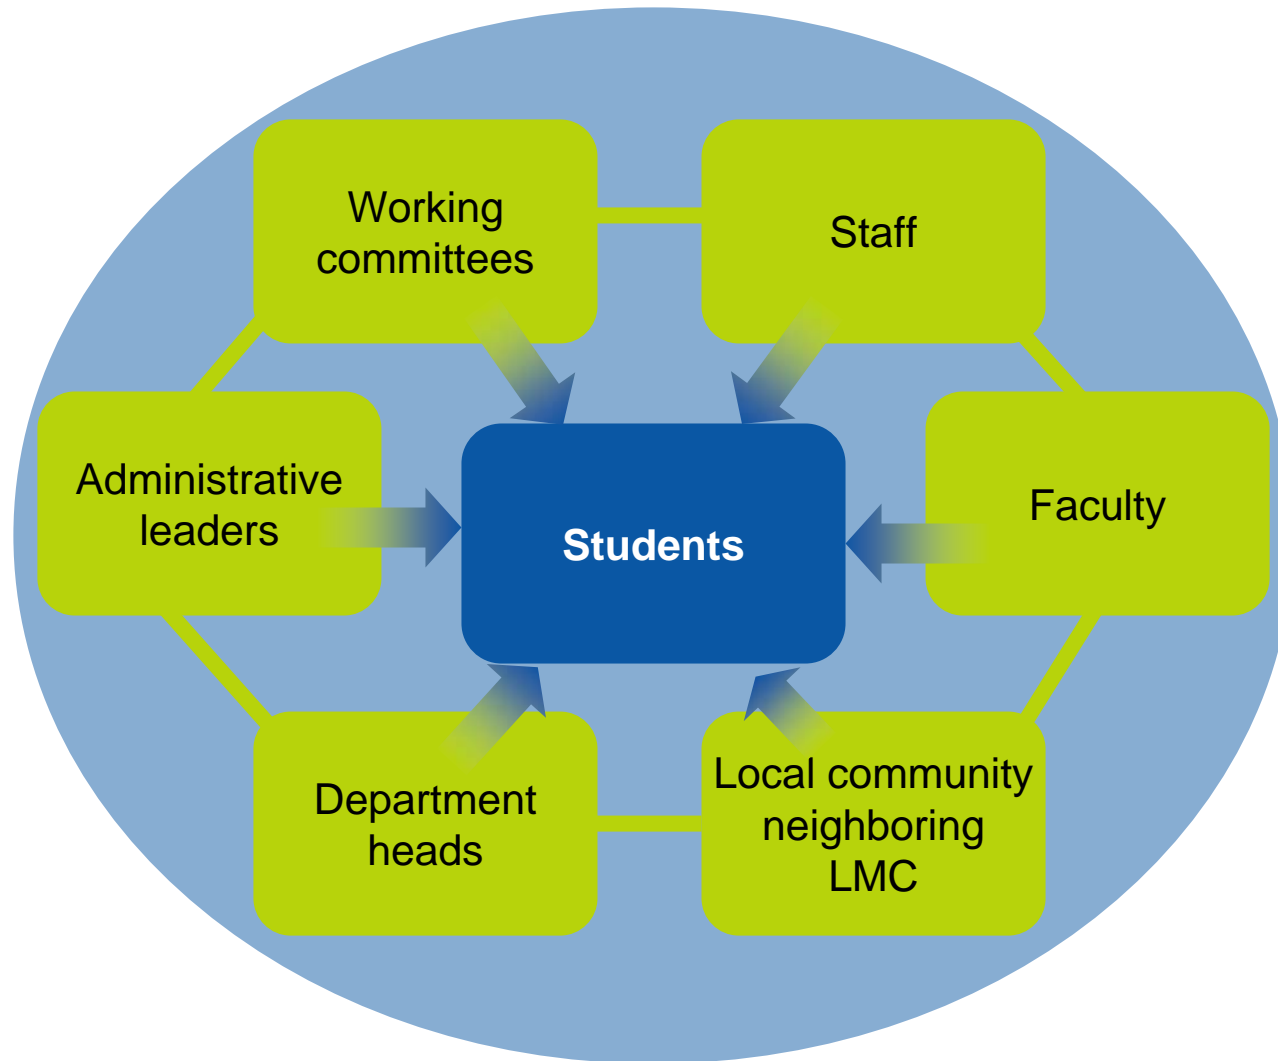 Working
committees
Staff
Administrative
leaders
Students
Faculty
Department
heads
Local community
neighboring
LMC